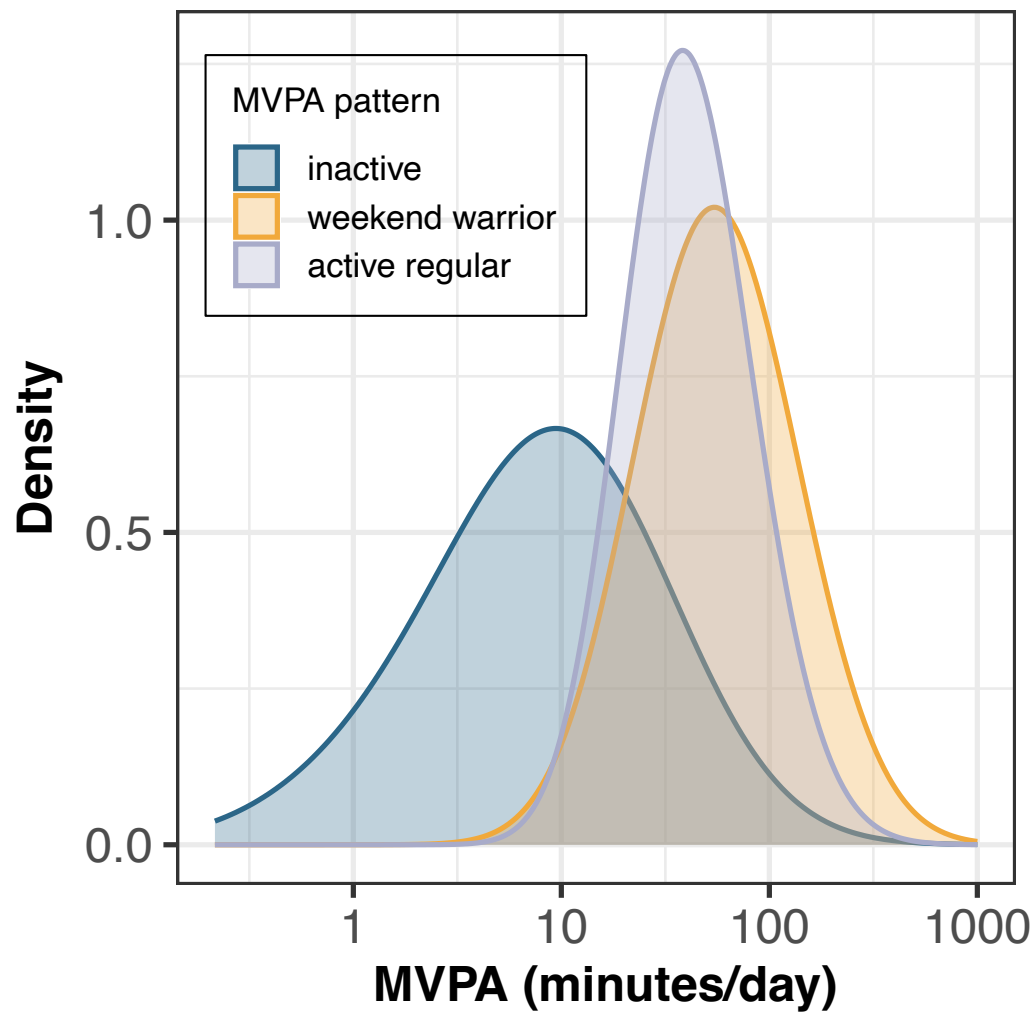 MVPA pattern
inactive
weekend warrior
active regular
Density
1.0
0.5
0.0
1 10 100 1000
MVPA (minutes/day)